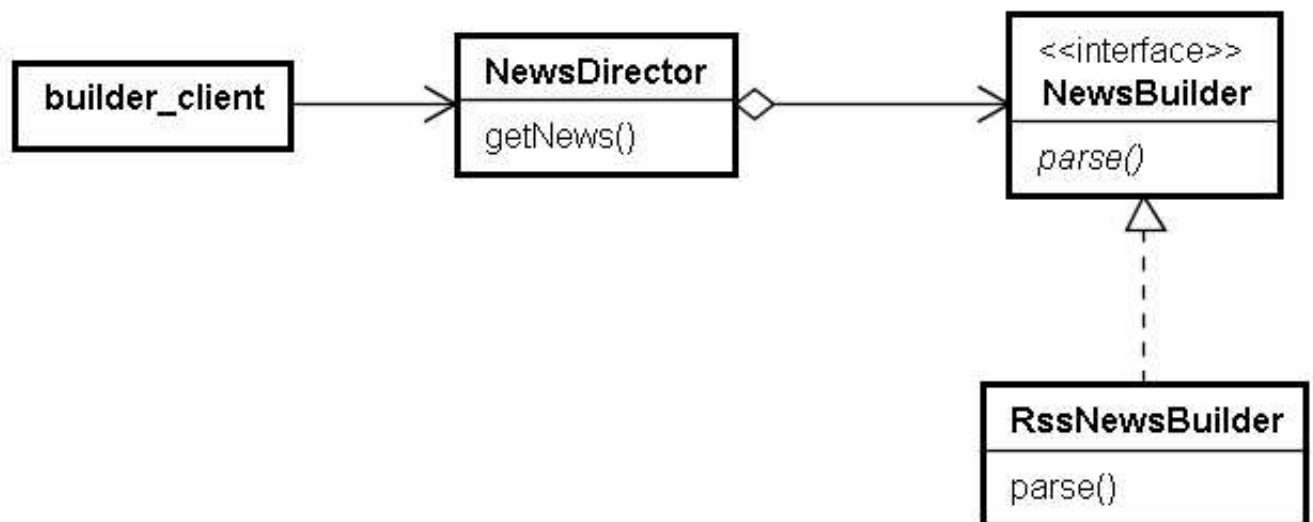 builder_client
NewsDirector
getNews()
<<interface>>
NewsBuilder
parse()
RssNewsBuilder
parse()